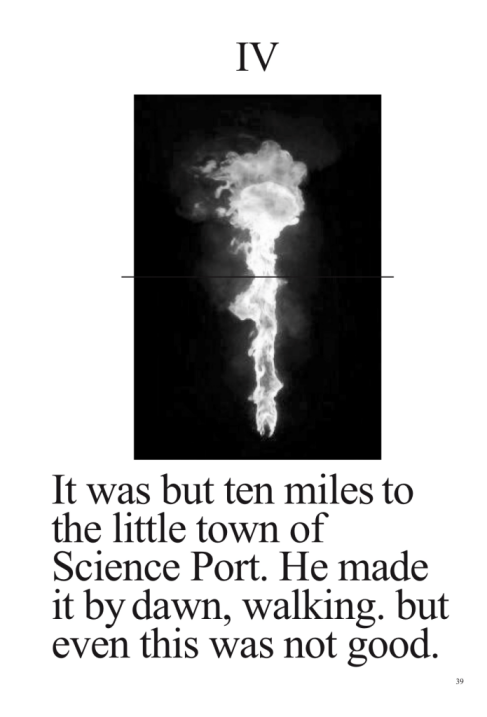 IV
It was but ten miles to
the little town of
Science Port. He made
it by dawn, walking. but
even this was not good.
39